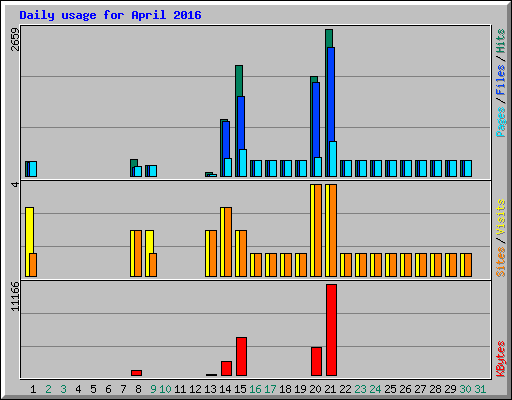 Daily usage for April 2016
2659
Pages / Files / Hits
4
Sites / Visits
11166
KBytes
1 2 3 4 5 6 7 8 9 10 11 12 13 14 15 16 17 18 19 20 21 22 23 24 25 26 27 28 29 30 31